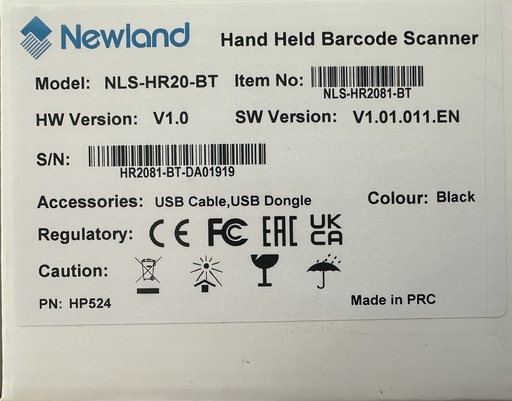 Newland Hand Held Barcode Scanner
Model: NLS-HR20-BT Item No:
NLS-HR2081-BT
HW Version: V1.0 SW Version: V1.01.011.EN
S/N:
HR2081-BT-DA01919
Accessories: USB Cable,USB Dongle Colour: Black
Regulatory: CE FC EAC UK CA
Caution:
PN: HP524 Made in PRC